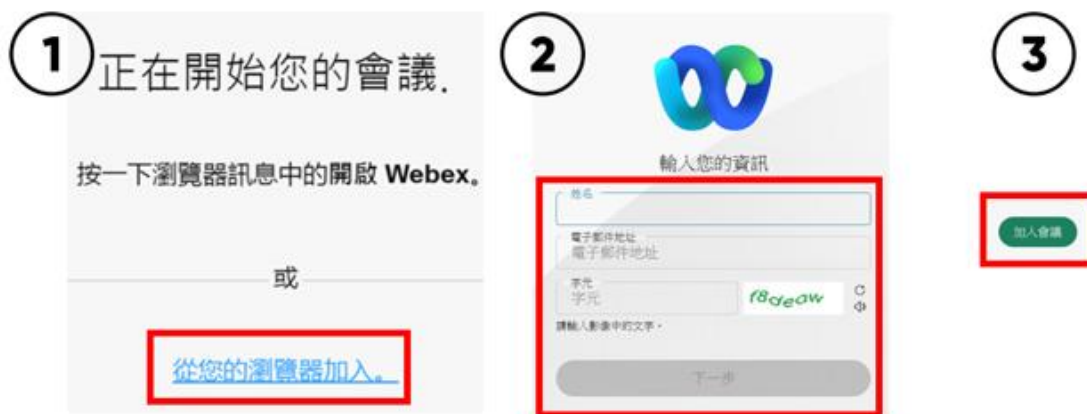 1
正在開始您的會議.
按一下瀏覽器訊息中的開啟 Webex。
或
從您的瀏覽器加入。
2
輸入您的資訊
姓名
電子郵件地址
電子郵件地址
字元
字元
f8deaw
請輸入影像中的文字。
下一步
3
加入會議